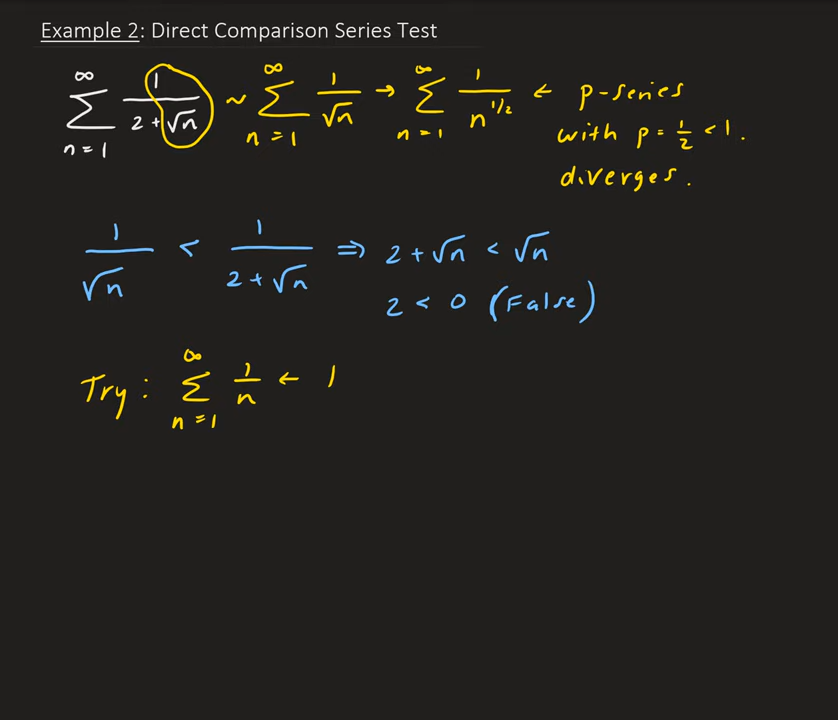 Example 2: Direct Comparison Series Test
∞ ∑ n = 1 1 / (2 + √n) ~ ∞ ∑ n = 1 1 / √n → ∞ ∑ n = 1 1 / n^(1/2) ← p-series
with p = 1/2 < 1.
diverges.
1 / √n < 1 / (2 + √n) ⇒ 2 + √n < √n
2 < 0 (False)
Try: ∞ ∑ n = 1 1 / n ← 1